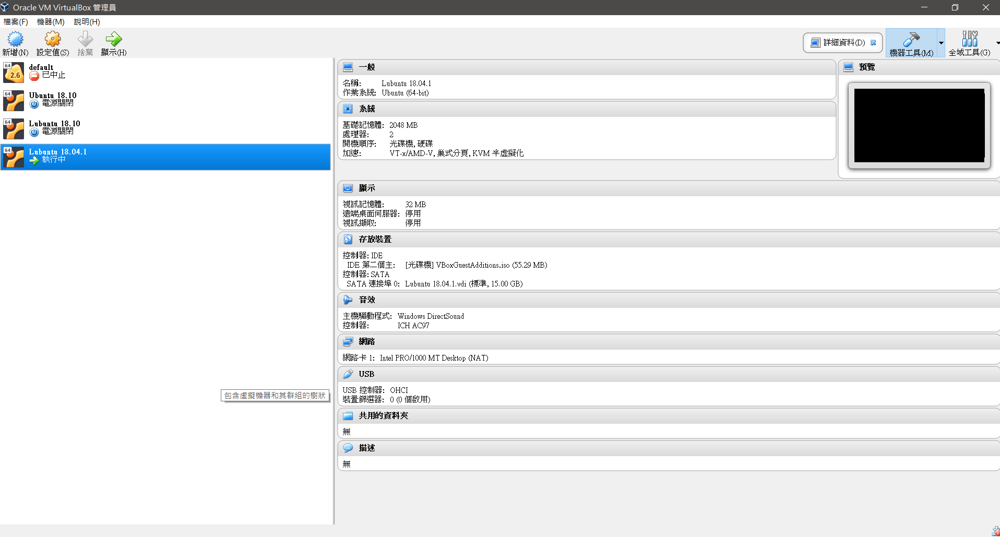 Oracle VM VirtualBox 管理員
檔案(F) 機器(M) 說明(H)
新增(N) 設定值(S) 捨棄 顯示(H)
詳細資料(D) 機器工具(M) 全域工具(G)
64 2.6 default
已中止
64 Ubuntu 18.10
電源關閉
64 Lubuntu 18.10
電源關閉
64 Lubuntu 18.04.1
執行中
包含虛擬機器和其群組的樹狀
一般
名稱: Lubuntu 18.04.1
作業系統: Ubuntu (64-bit)
預覽
系統
基礎記憶體: 2048 MB
處理器: 2
開機順序: 光碟機, 硬碟
加速: VT-x/AMD-V, 巢式分頁, KVM 半虛擬化
顯示
視訊記憶體: 32 MB
遠端桌面伺服器: 停用
視訊擷取: 停用
存放裝置
控制器: IDE
IDE 第二個主: [光碟機] VBoxGuestAdditions.iso (55.29 MB)
控制器: SATA
SATA 連接埠 0: Lubuntu 18.04.1.vdi (標準, 15.00 GB)
音效
主機驅動程式: Windows DirectSound
控制器: ICH AC97
網路
網路卡 1: Intel PRO/1000 MT Desktop (NAT)
USB
USB 控制器: OHCI
裝置篩選器: 0 (0 個啟用)
共用的資料夾
無
描述
無